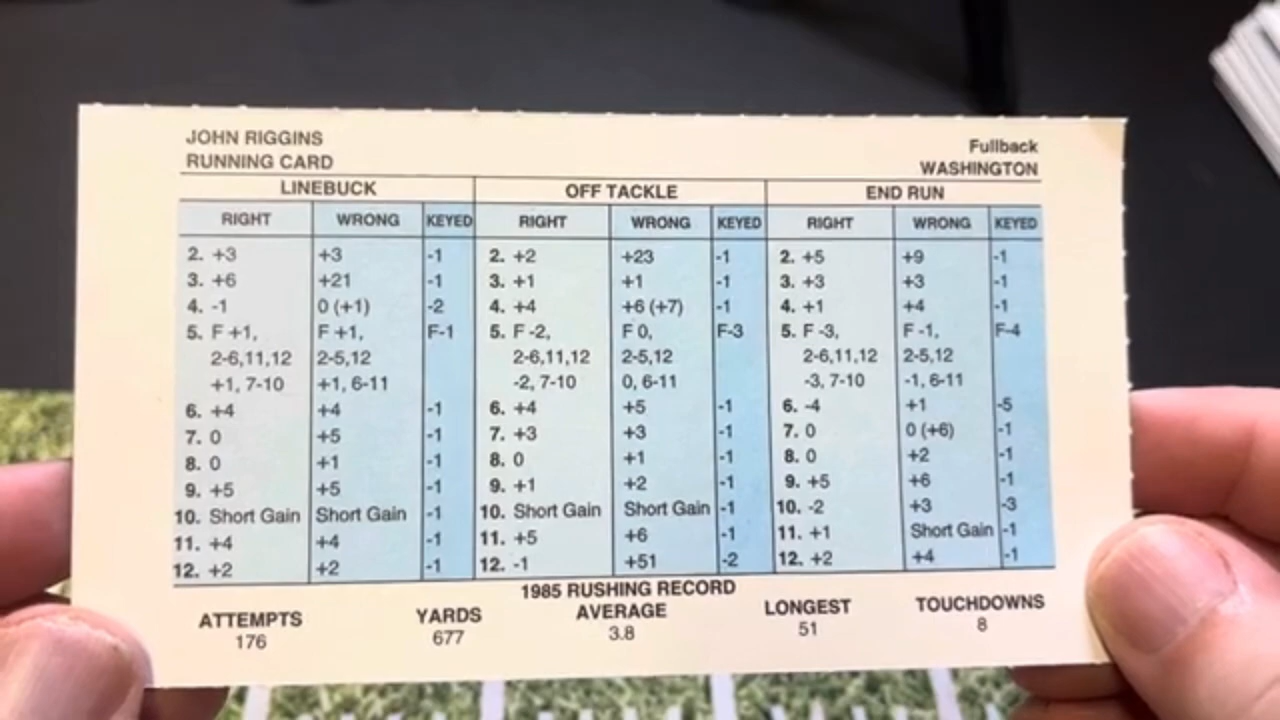 JOHN RIGGINS Fullback
RUNNING CARD WASHINGTON
LINEBUCK OFF TACKLE END RUN
RIGHT WRONG KEYED RIGHT WRONG KEYED RIGHT WRONG KEYED
2. +3 +3 -1 2. +2 +23 -1 2. +5 +9 -1
3. +6 +21 -1 3. +1 +1 -1 3. +3 +3 -1
4. -1 0 (+1) -2 4. +4 +6 (+7) -1 4. +1 +4 -1
5. F +1, F +1, F-1 5. F -2, F 0, F-3 5. F -3, F -1, F-4
2-6,11,12 2-5,12 2-6,11,12 2-5,12 2-6,11,12 2-5,12
+1, 7-10 +1, 6-11 -2, 7-10 0, 6-11 -3, 7-10 -1, 6-11
6. +4 +4 -1 6. +4 +5 -1 6. -4 +1 -5
7. 0 +5 -1 7. +3 +3 -1 7. 0 0 (+6) -1
8. 0 +1 -1 8. 0 +1 -1 8. 0 +2 -1
9. +5 +5 -1 9. +1 +2 -1 9. +5 +6 -1
10. Short Gain Short Gain -1 10. Short Gain Short Gain -1 10. -2 +3 -3
11. +4 +4 -1 11. +5 +6 -1 11. +1 Short Gain -1
12. +2 +2 -1 12. -1 +51 -2 12. +2 +4 -1
1985 RUSHING RECORD
ATTEMPTS YARDS AVERAGE LONGEST TOUCHDOWNS
176 677 3.8 51 8